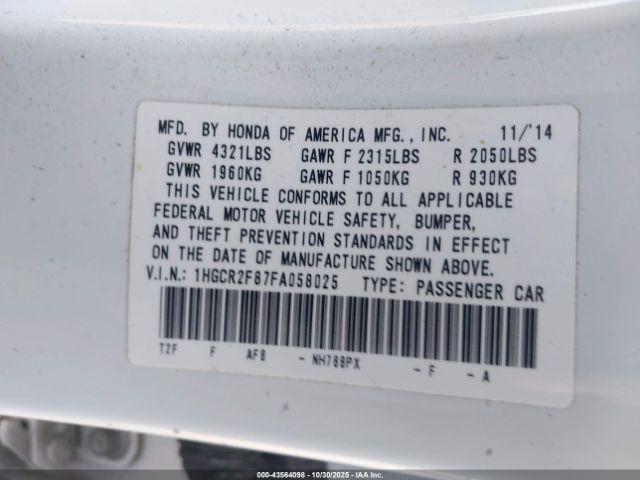 MFD. BY HONDA OF AMERICA MFG., INC. 11/'14
GVWR 4321LBS GAWR F 2315LBS R 2050LBS
GVWR 1960KG GAWR F 1050KG R 930KG
THIS VEHICLE CONFORMS TO ALL APPLICABLE
FEDERAL MOTOR VEHICLE SAFETY, BUMPER,
AND THEFT PREVENTION STANDARDS IN EFFECT
ON THE DATE OF MANUFACTURE SHOWN ABOVE.
V.I.N.: 1HGCR2F87FA058025 TYPE: PASSENGER CAR
T2F F AF8 - NH788PX - F - A
000-43564098 - 10/30/2025 - IAAI.COM